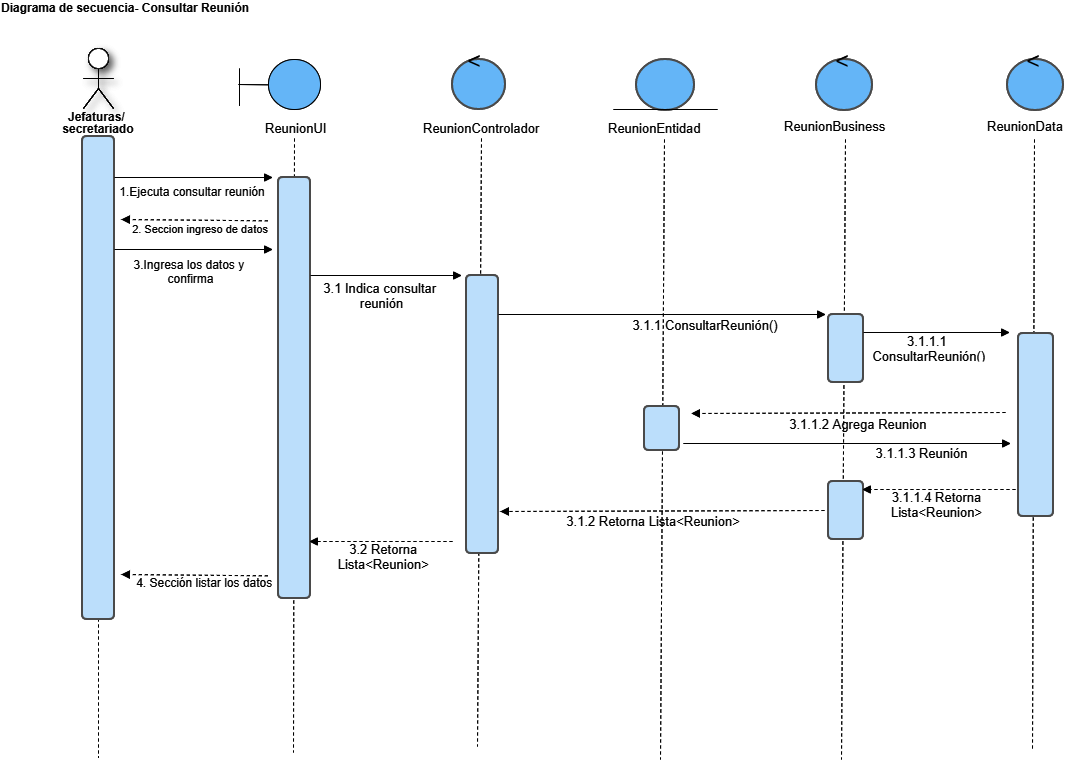 Diagrama de secuencia- Consultar Reunión
Jefaturas/
secretariado
ReunionUI
ReunionControlador
ReunionEntidad
ReunionBusiness
ReunionData
1.Ejecuta consultar reunión
2. Seccion ingreso de datos
3.Ingresa los datos y
confirma
3.1 Indica consultar
reunión
3.1.1 ConsultarReunión()
3.1.1.1
ConsultarReunión()
3.1.1.2 Agrega Reunion
3.1.1.3 Reunión
3.1.1.4 Retorna
Lista<Reunion>
3.1.2 Retorna Lista<Reunion>
3.2 Retorna
Lista<Reunion>
4. Sección listar los datos